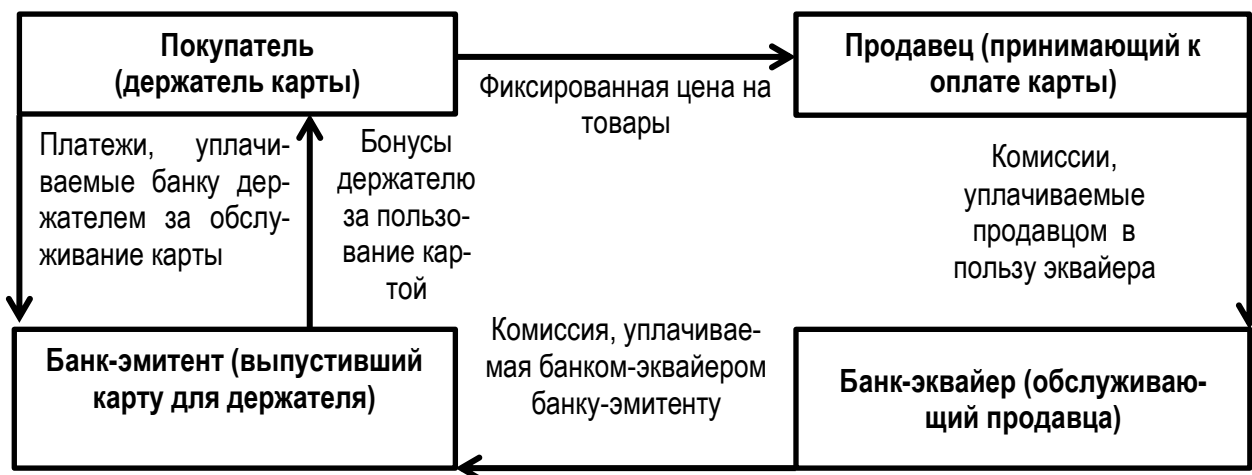 Покупатель
(держатель карты)
Фиксированная цена на
товары
Продавец (принимающий к
оплате карты)
Платежи, уплачи-
ваемые банку дер-
жателем за обслу-
живание карты
Бонусы
держателю
за пользо-
вание кар-
той
Комиссии,
уплачиваемые
продавцом в
пользу эквайера
Банк-эмитент (выпустивший
карту для держателя)
Комиссия, уплачивае-
мая банком-эквайером
банку-эмитенту
Банк-эквайер (обслуживаю-
щий продавца)